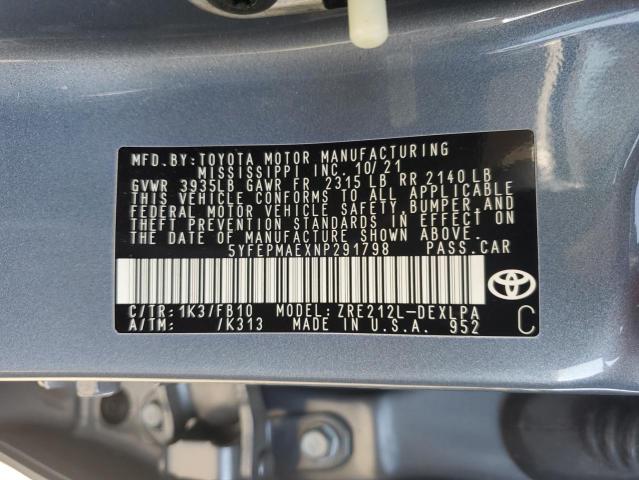 MFD. BY: TOYOTA MOTOR MANUFACTURING
MISSISSIPPI INC. 10/21
GVWR 3935LB GAWR FR 2315 LB RR 2140 LB
THIS VEHICLE CONFORMS TO ALL APPLICABLE
FEDERAL MOTOR VEHICLE SAFETY, BUMPER, AND
THEFT PREVENTION STANDARDS IN EFFECT ON
THE DATE OF MANUFACTURE SHOWN ABOVE.
5YFEPMAEXNP291798 PASS. CAR
C/TR: 1K3/FB10 MODEL: ZRE212L-DEXLPA
A/TM: /K313 MADE IN U.S.A. 952 C